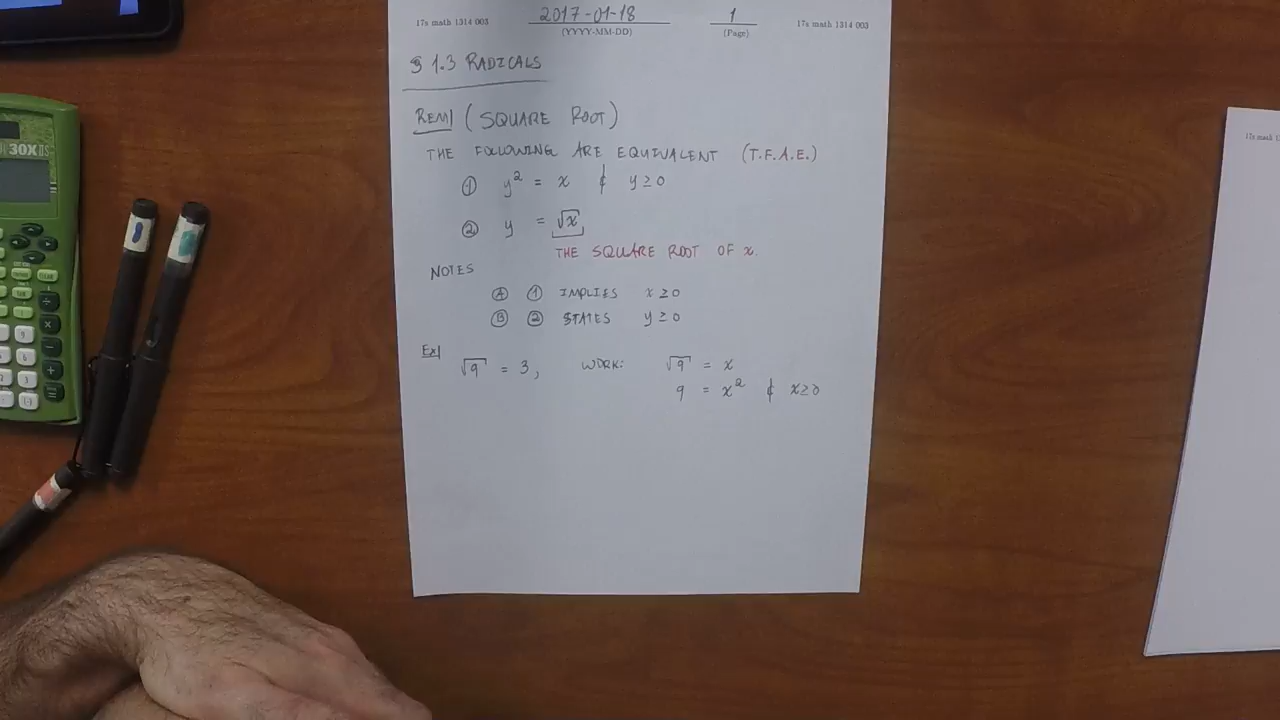 17s math 1314 003 2017-01-18 1 17s math 1314 003
(YYYY-MM-DD) (Page)
§ 1.3 RADICALS
REM (SQUARE ROOT)
THE FOLLOWING ARE EQUIVALENT (T.F.A.E.)
① y² = x & y ≥ 0
② y = √x
THE SQUARE ROOT OF x.
NOTES
Ⓐ ① IMPLIES x ≥ 0
Ⓑ ② STATES y ≥ 0
EX √9 = 3, WORK: √9 = x
9 = x² & x ≥ 0
30X IIS
17s math